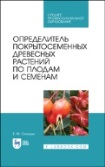 СРЕДНЕЕ
ПРОФЕССИОНАЛЬНОЕ
ОБРАЗОВАНИЕ
ОПРЕДЕЛИТЕЛЬ
ПОКРЫТОСЕМЕННЫХ
ДРЕВЕСНЫХ
РАСТЕНИЙ
ПО ПЛОДАМ
И СЕМЕНАМ